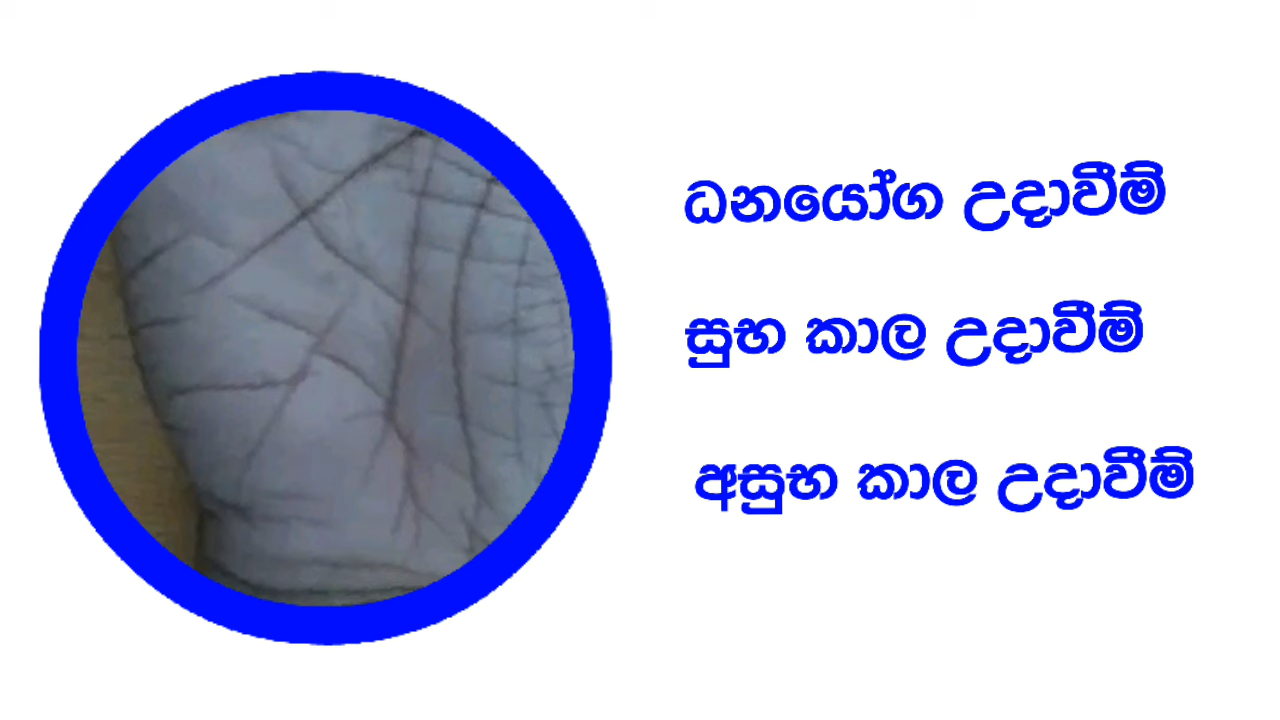 ධනයෝග උදාවීම්
සුභ කාල උදාවීම්
අසුභ කාල උදාවීම්